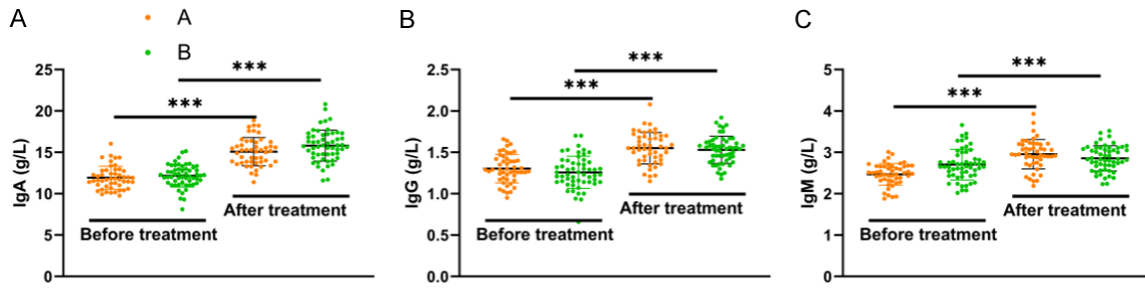 A
A
B
IgA (g/L)
25
20
15
10
5
0
***
***
Before treatment
After treatment
B
IgG (g/L)
2.5
2.0
1.5
1.0
0.5
0.0
***
***
Before treatment
After treatment
C
IgM (g/L)
5
4
3
2
1
0
***
***
Before treatment
After treatment